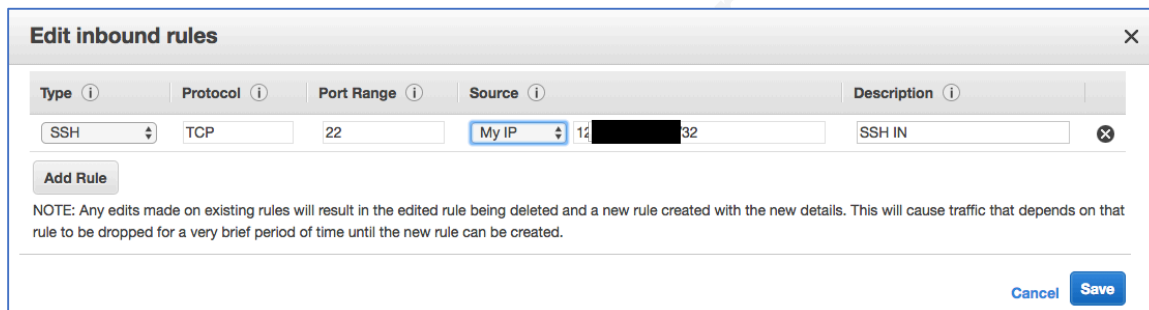 Edit inbound rules
Type Protocol Port Range Source Description
SSH TCP 22 My IP 12 /32 SSH IN
Add Rule
NOTE: Any edits made on existing rules will result in the edited rule being deleted and a new rule created with the new details. This will cause traffic that depends on that
rule to be dropped for a very brief period of time until the new rule can be created.
Cancel Save